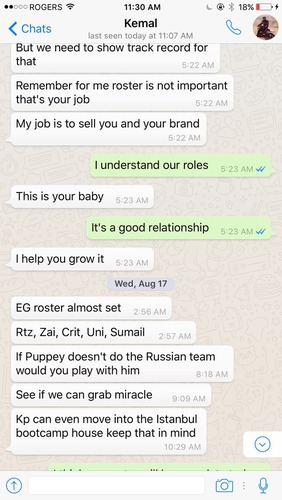 ROGERS 11:30 AM 18%
Chats
Kemal
last seen today at 11:07 AM
But we need to show track record for
that 5:22 AM
Remember for me roster is not important
that's your job 5:22 AM
My job is to sell you and your brand
5:22 AM
I understand our roles 5:23 AM
This is your baby 5:23 AM
It's a good relationship 5:23 AM
I help you grow it 5:23 AM
Wed, Aug 17
EG roster almost set 2:56 AM
Rtz, Zai, Crit, Uni, Sumail 2:57 AM
If Puppey doesn't do the Russian team
would you play with him 8:18 AM
See if we can grab miracle 9:09 AM
Kp can even move into the Istanbul
bootcamp house keep that in mind
10:29 AM